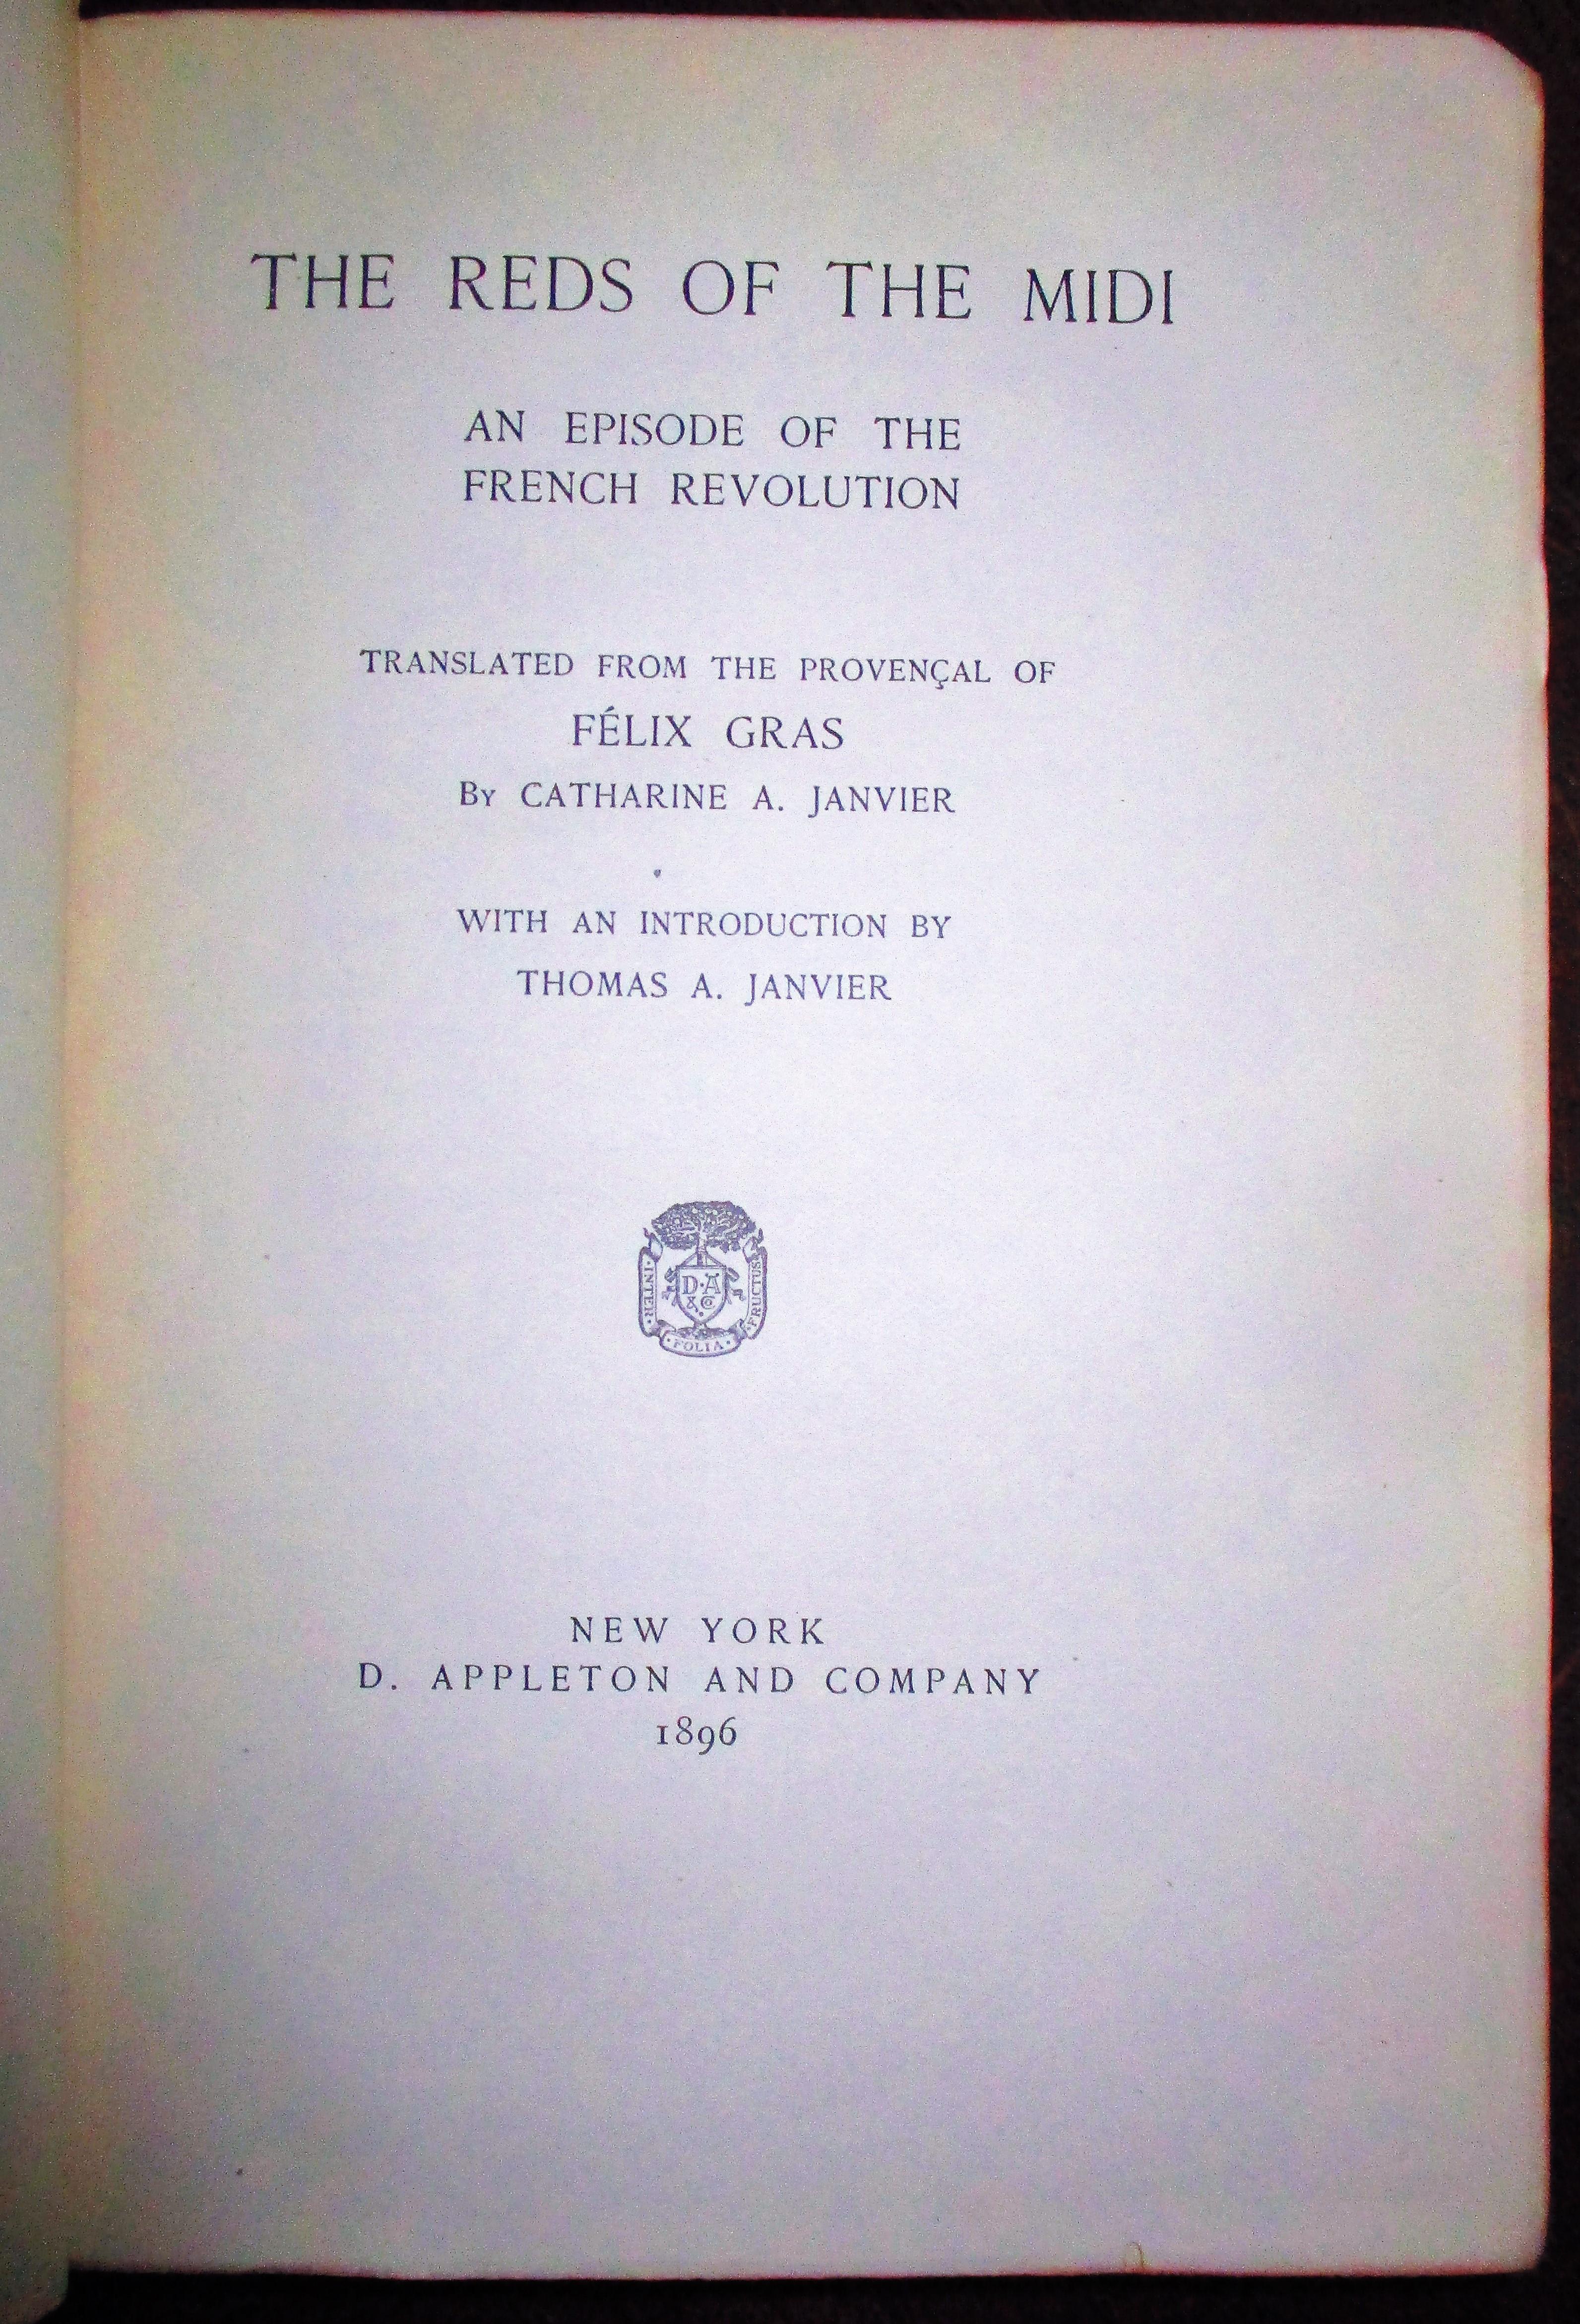 THE REDS OF THE MIDI
AN EPISODE OF THE
FRENCH REVOLUTION
TRANSLATED FROM THE PROVENÇAL OF
FÉLIX GRAS
By CATHARINE A. JANVIER
WITH AN INTRODUCTION BY
THOMAS A. JANVIER
D·A
& Co
·INTER·
·FOLIA·
FRUCTUS
NEW YORK
D. APPLETON AND COMPANY
1896